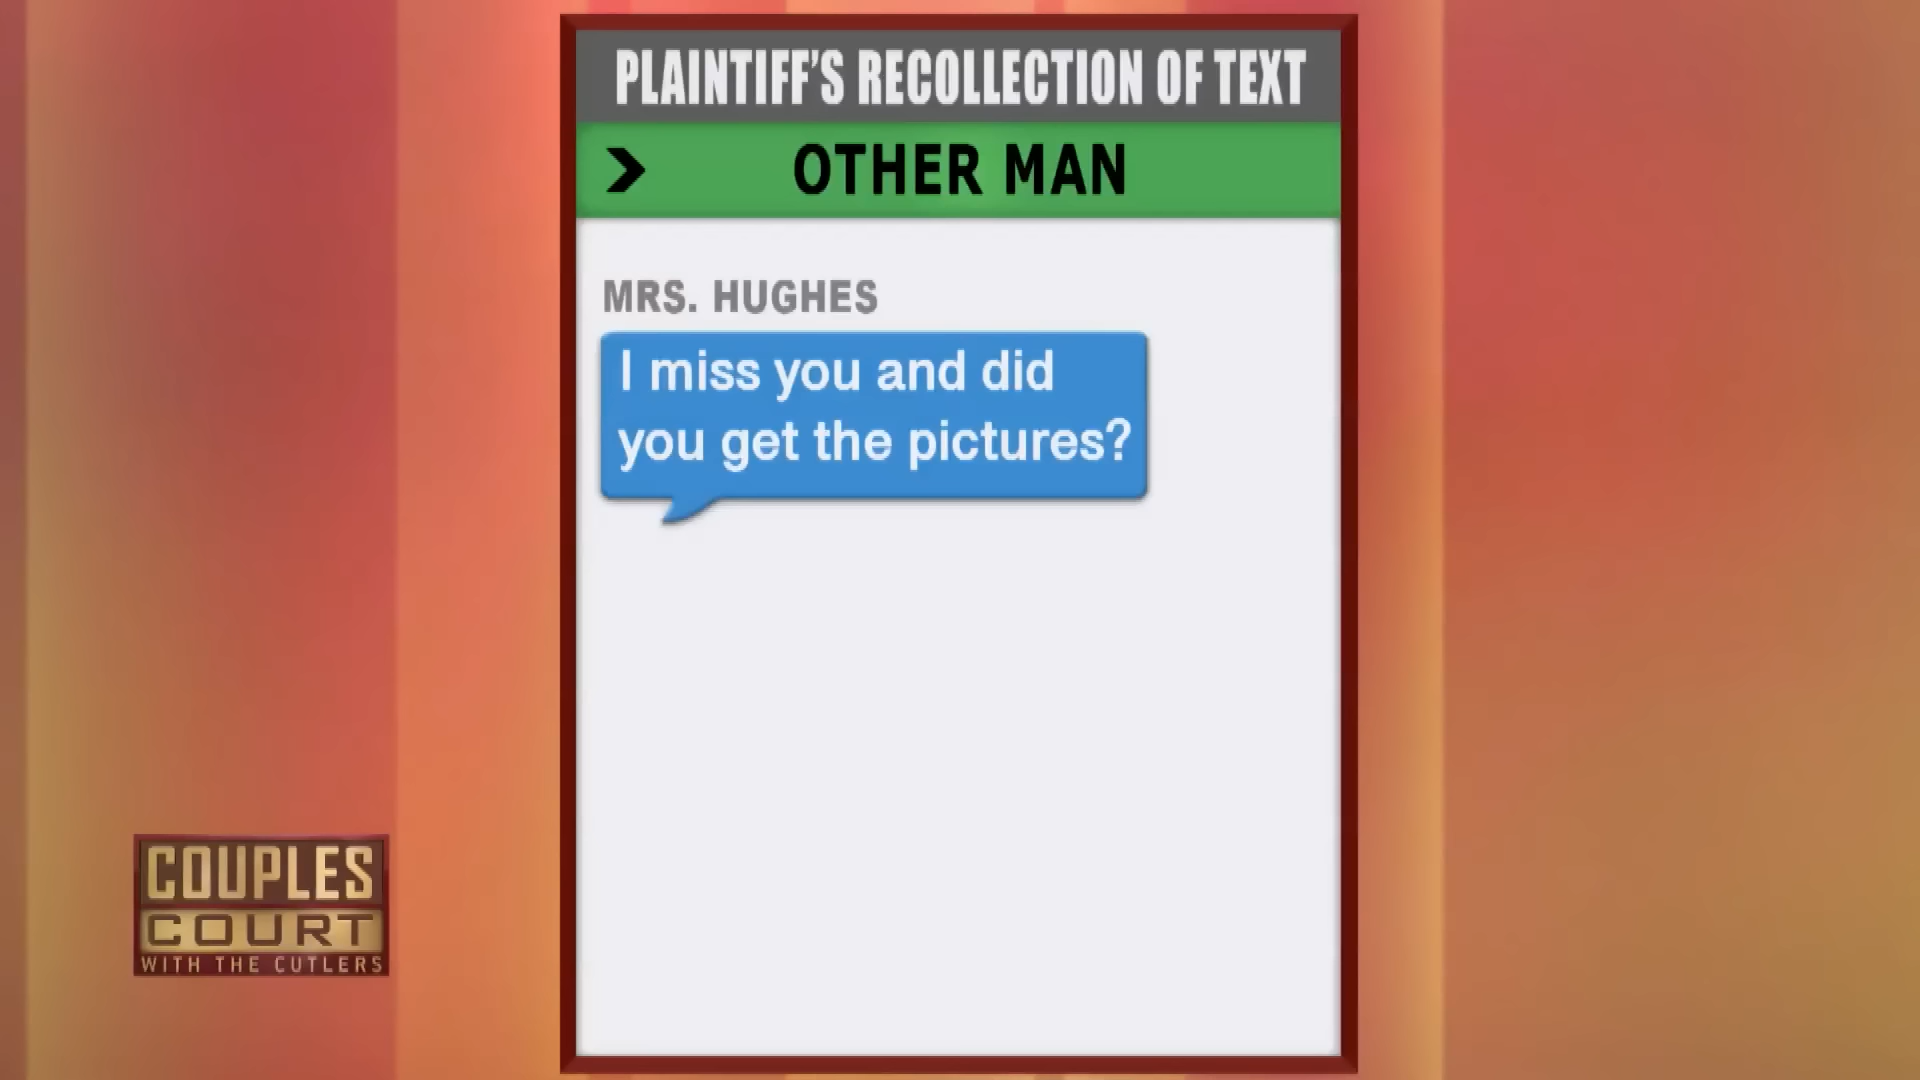 PLAINTIFF'S RECOLLECTION OF TEXT
OTHER MAN
MRS. HUGHES
I miss you and did
you get the pictures?
COUPLES
COURT
WITH THE CUTLERS